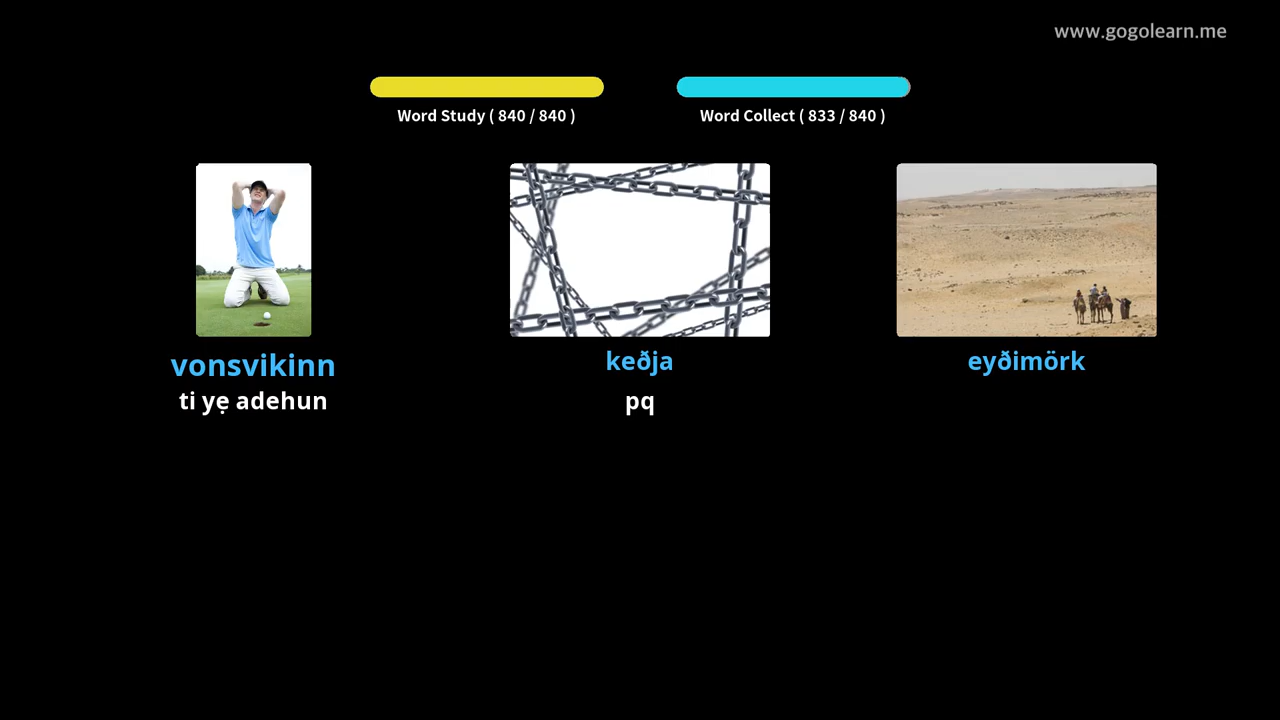 www.gogolearn.me
Word Study ( 840 / 840 )
Word Collect ( 833 / 840 )
vonsvikinn
keðja
eyðimörk
ti yẹ adehun
pq